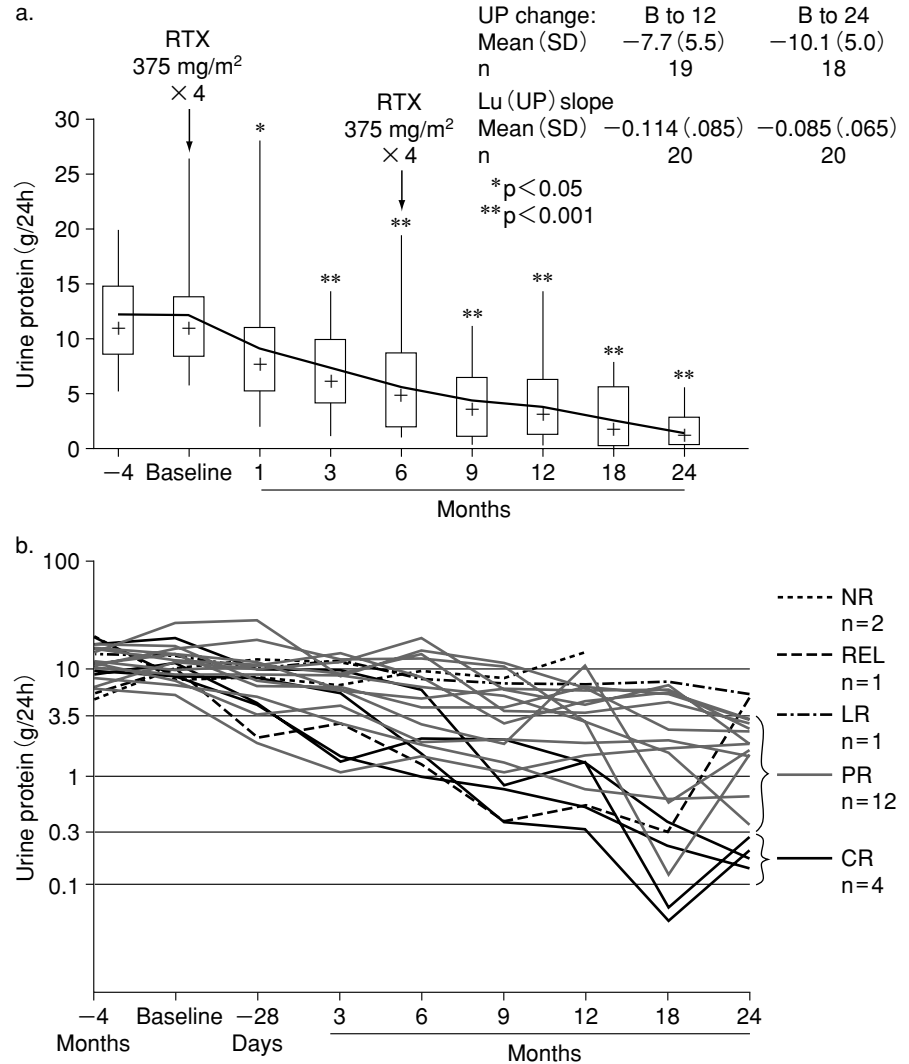 a.
UP change: B to 12 B to 24
Mean (SD) −7.7 (5.5) −10.1 (5.0)
n 19 18
Lu (UP) slope
Mean (SD) −0.114 (.085) −0.085 (.065)
n 20 20
*p<0.05
**p<0.001
RTX
375 mg/m²
× 4
RTX
375 mg/m²
× 4
Urine protein (g/24h)
30
25
20
15
10
5
0
* ** ** ** ** ** **
−4 Baseline 1 3 6 9 12 18 24
Months
b.
Urine protein (g/24h)
100
10
3.5
1
0.3
0.1
NR
n=2
REL
n=1
LR
n=1
PR
n=12
CR
n=4
−4 Baseline −28 3 6 9 12 18 24
Months Days Months